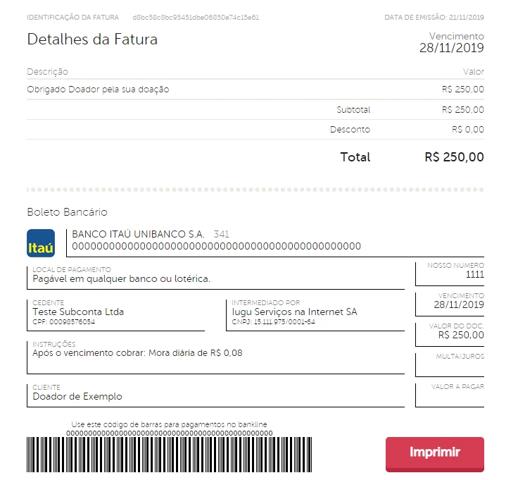 IDENTIFICAÇÃO DA FATURA DATA DE EMISSÃO: 21/11/2019
Detalhes da Fatura
Vencimento
28/11/2019
Descrição Valor
Obrigado Doador pela sua doação R$ 250,00
Subtotal R$ 250,00
Desconto R$ 0,00
Total R$ 250,00
Boleto Bancário
Itaú
BANCO ITAÚ UNIBANCO S.A. 341
LOCAL DE PAGAMENTO
Pagável em qualquer banco ou lotérica.
NOSSO NUMERO
1111
CEDENTE
Teste Subconta Ltda
CPF: 00098576054
INTERMEDIADO POR
Iugu Serviços na Internet SA
CNPJ: 15.111.975/0001-64
VENCIMENTO
28/11/2019
VALOR DO DOC.
R$ 250,00
INSTRUÇÕES
Após o vencimento cobrar: Mora diária de R$ 0,08
MULTA/JUROS
CLIENTE
Doador de Exemplo
VALOR A PAGAR
Use este código de barras para pagamentos no bankline
Imprimir